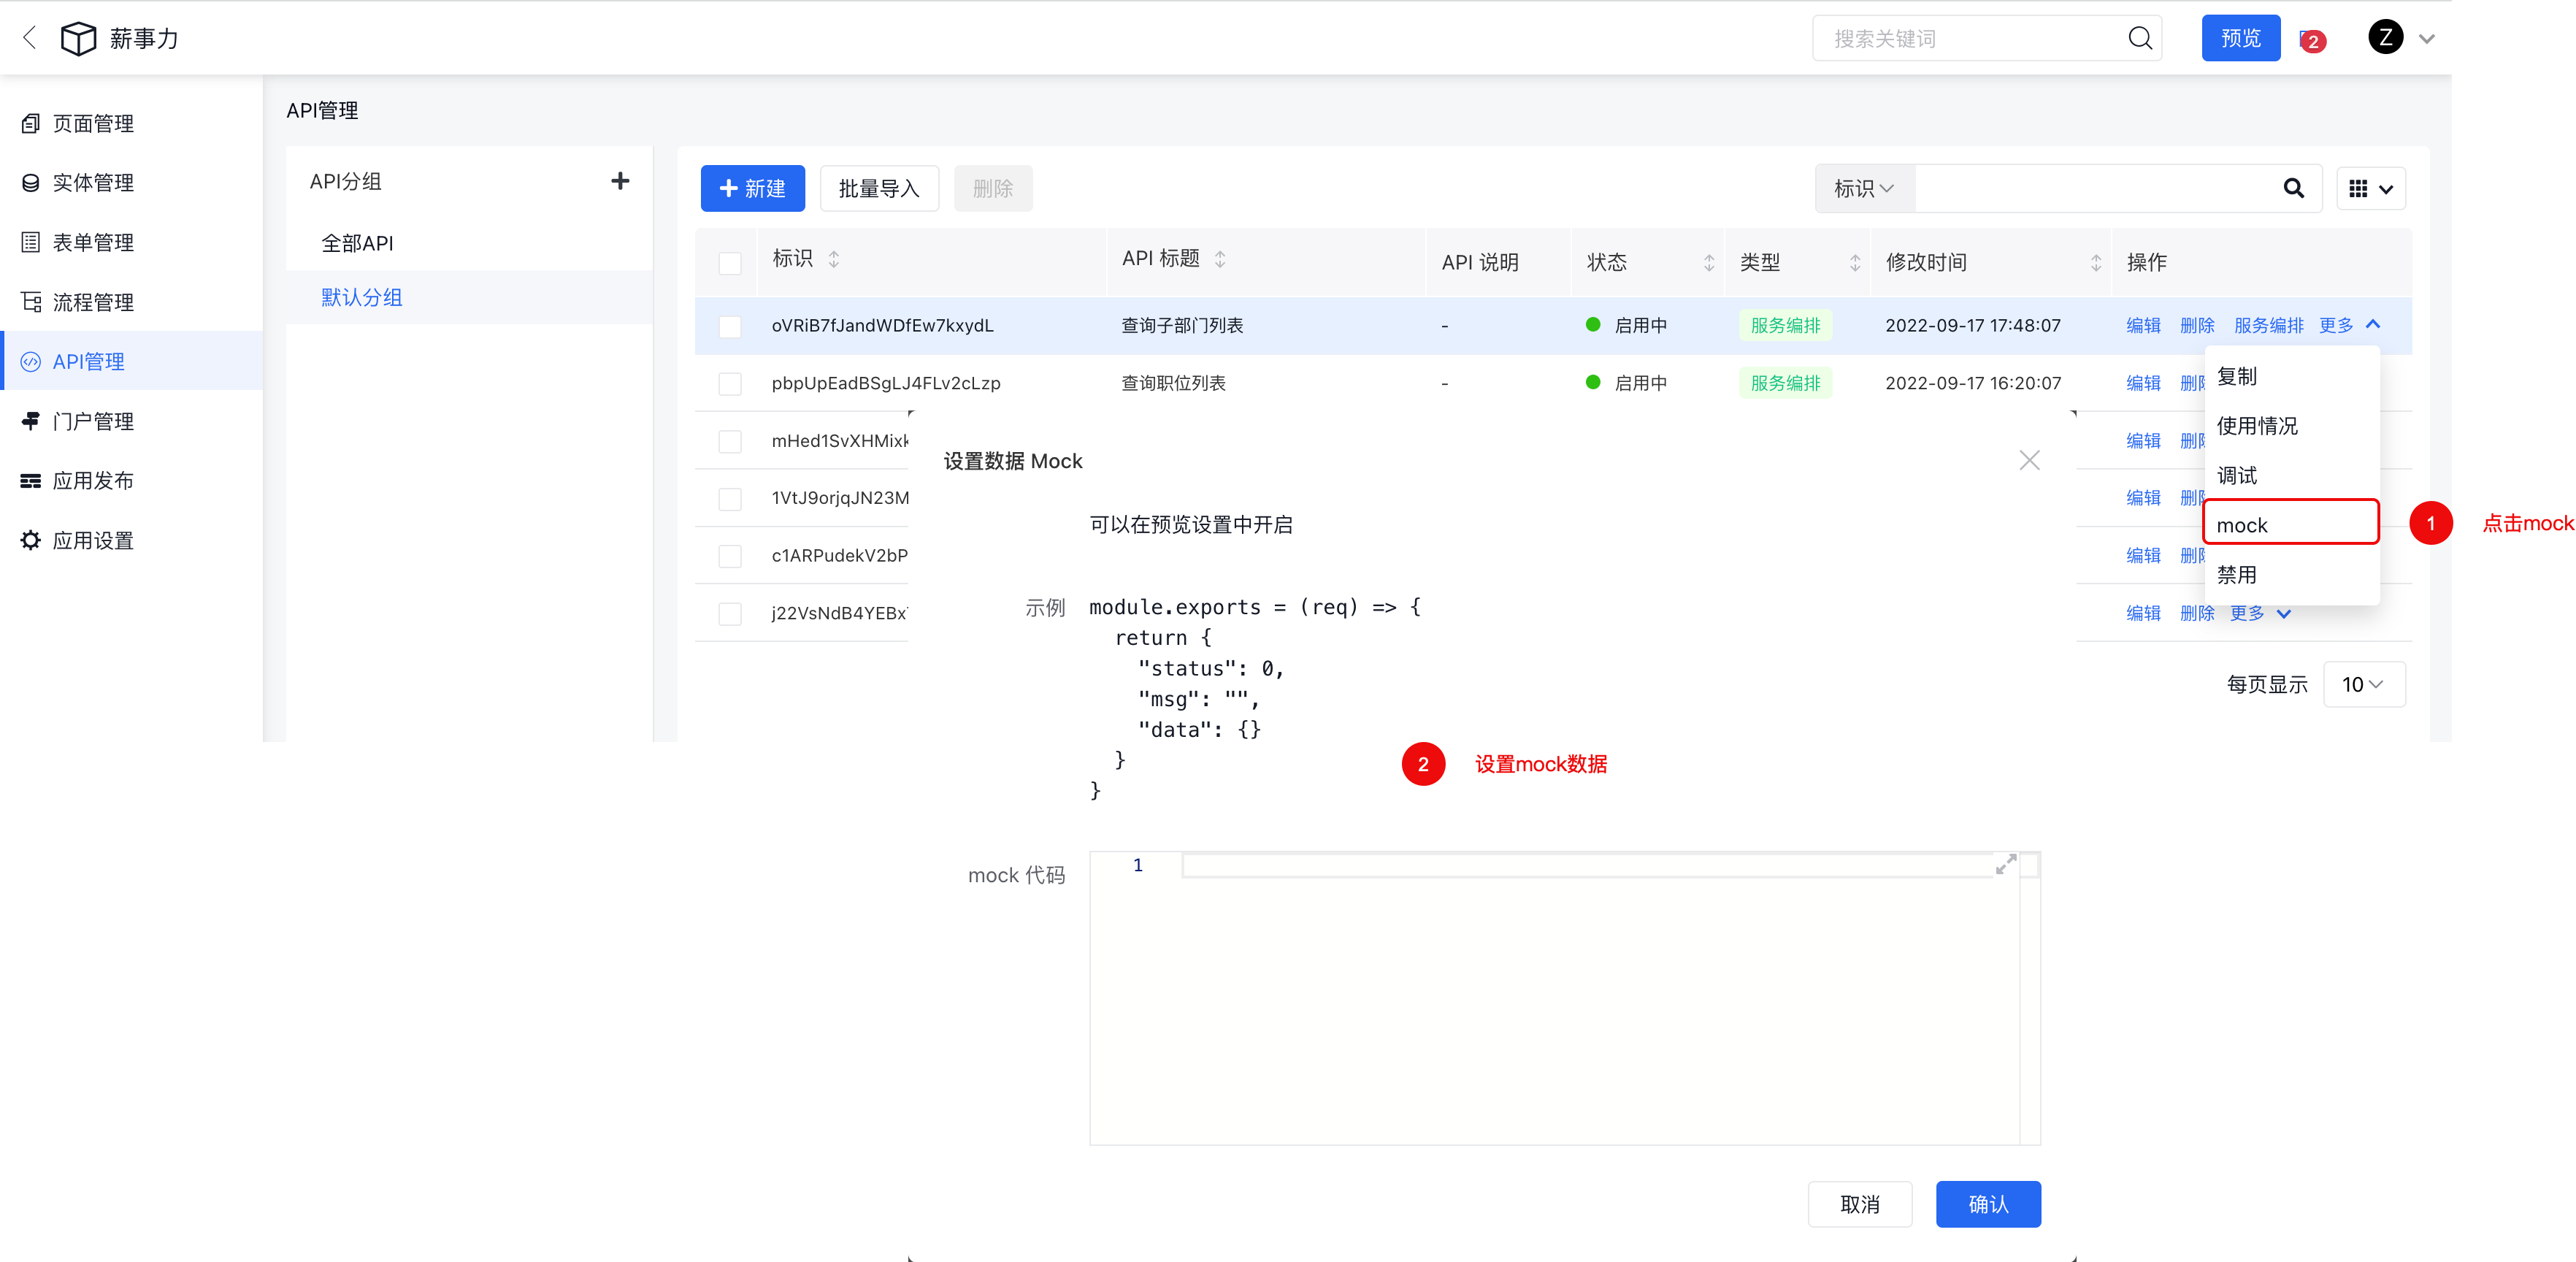 薪事力
搜索关键词
预览
2
Z
页面管理
实体管理
表单管理
流程管理
API管理
门户管理
应用发布
应用设置
API管理
API分组
全部API
默认分组
新建 批量导入 删除
标识
标识 API 标题 API 说明 状态 类型 修改时间 操作
oVRiB7fJandWDfEw7kxydL 查询子部门列表 - 启用中 服务编排 2022-09-17 17:48:07 编辑 删除 服务编排 更多
pbpUpEadBSgLJ4FLv2cLzp 查询职位列表 - 启用中 服务编排 2022-09-17 16:20:07 编辑
mHed1SvXHMixk 编辑
1VtJ9orjqJN23M 编辑
c1ARPudekV2bP 编辑
j22VsNdB4YEBx 编辑 删除 更多
复制
使用情况
调试
mock
禁用
1 点击mock
每页显示 10
设置数据 Mock
可以在预览设置中开启
示例
module.exports = (req) => {
  return {
    "status": 0,
    "msg": "",
    "data": {}
  }
}
2 设置mock数据
mock 代码
1
取消 确认